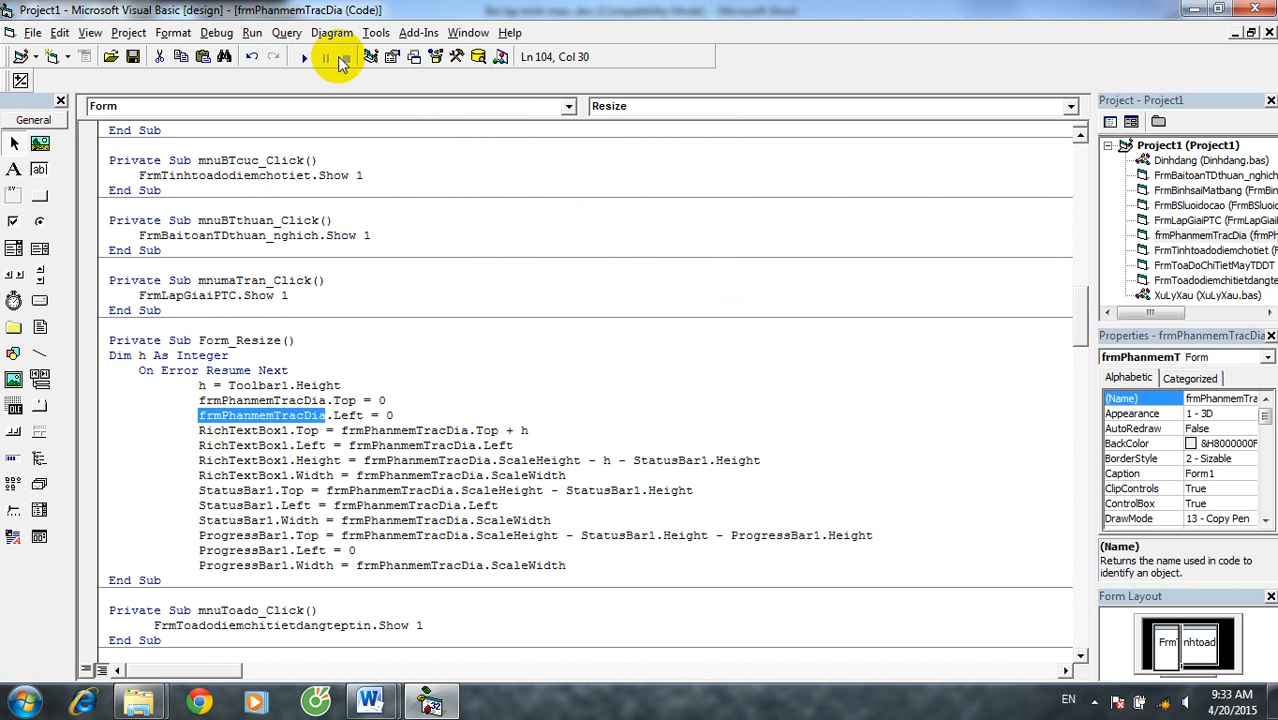 Project1 - Microsoft Visual Basic [design] - [frmPhanmemTracDia (Code)]
File Edit View Project Format Debug Run Query Diagram Tools Add-Ins Window Help
Ln 104, Col 30
General
Form
Resize
End Sub
Private Sub mnuBTcuc_Click()
FrmTinhtoadodiemchotiet.Show 1
End Sub
Private Sub mnuBTthuan_Click()
FrmBaitoanTDthuan_nghich.Show 1
End Sub
Private Sub mnumaTran_Click()
FrmLapGiaiPTC.Show 1
End Sub
Private Sub Form_Resize()
Dim h As Integer
On Error Resume Next
h = Toolbar1.Height
frmPhanmemTracDia.Top = 0
frmPhanmemTracDia.Left = 0
RichTextBox1.Top = frmPhanmemTracDia.Top + h
RichTextBox1.Left = frmPhanmemTracDia.Left
RichTextBox1.Height = frmPhanmemTracDia.ScaleHeight - h - StatusBar1.Height
RichTextBox1.Width = frmPhanmemTracDia.ScaleWidth
StatusBar1.Top = frmPhanmemTracDia.ScaleHeight - StatusBar1.Height
StatusBar1.Left = frmPhanmemTracDia.Left
StatusBar1.Width = frmPhanmemTracDia.ScaleWidth
ProgressBar1.Top = frmPhanmemTracDia.ScaleHeight - StatusBar1.Height - ProgressBar1.Height
ProgressBar1.Left = 0
ProgressBar1.Width = frmPhanmemTracDia.ScaleWidth
End Sub
Private Sub mnuToado_Click()
FrmToadodiemchitietdangteptin.Show 1
End Sub
Project - Project1
Project1 (Project1)
Dinhdang (Dinhdang.bas)
FrmBaitoanTDthuan_nghich
FrmBinhsaiMatbang (FrmB
FrmBSluoidocao (FrmBSluo
FrmLapGiaiPTC (FrmLapGia
frmPhanmemTracDia (frmP
FrmTinhtoadodiemchotiet (
FrmToaDoChiTietMayTDDT
FrmToadodiemchitietdangte
XuLyXau (XuLyXau.bas)
Properties - frmPhanmemTracDia
frmPhanmemT Form
Alphabetic Categorized
(Name) frmPhanmemTra
Appearance 1 - 3D
AutoRedraw False
BackColor &H8000000F
BorderStyle 2 - Sizable
Caption Form1
ClipControls True
ControlBox True
DrawMode 13 - Copy Pen
(Name)
Returns the name used in code to
identify an object.
Form Layout
Frm nhtoad
EN
9:33 AM
4/20/2015